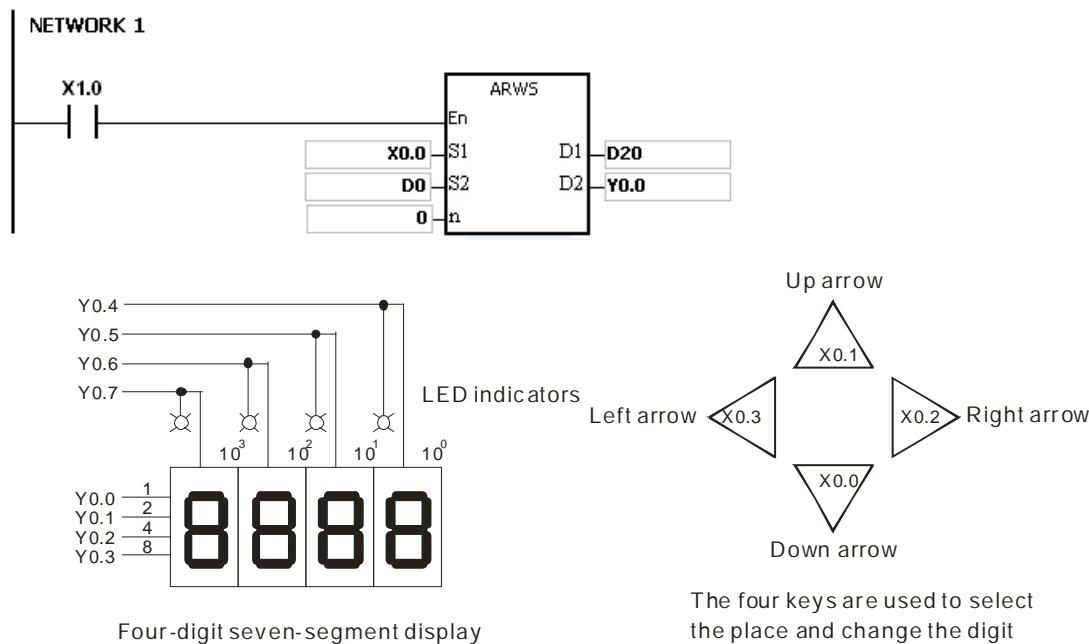 NETWORK 1
X1.0
ARWS
En
X0.0 S1 D1 D20
D0 S2 D2 Y0.0
0 n
Y0.4
Y0.5
Y0.6
Y0.7
LED indicators
10³ 10² 10¹ 10⁰
Y0.0 1
Y0.1 2
Y0.2 4
Y0.3 8
8888
Four-digit seven-segment display
Up arrow
X0.1
Left arrow X0.3 X0.2 Right arrow
X0.0
Down arrow
The four keys are used to select
the place and change the digit